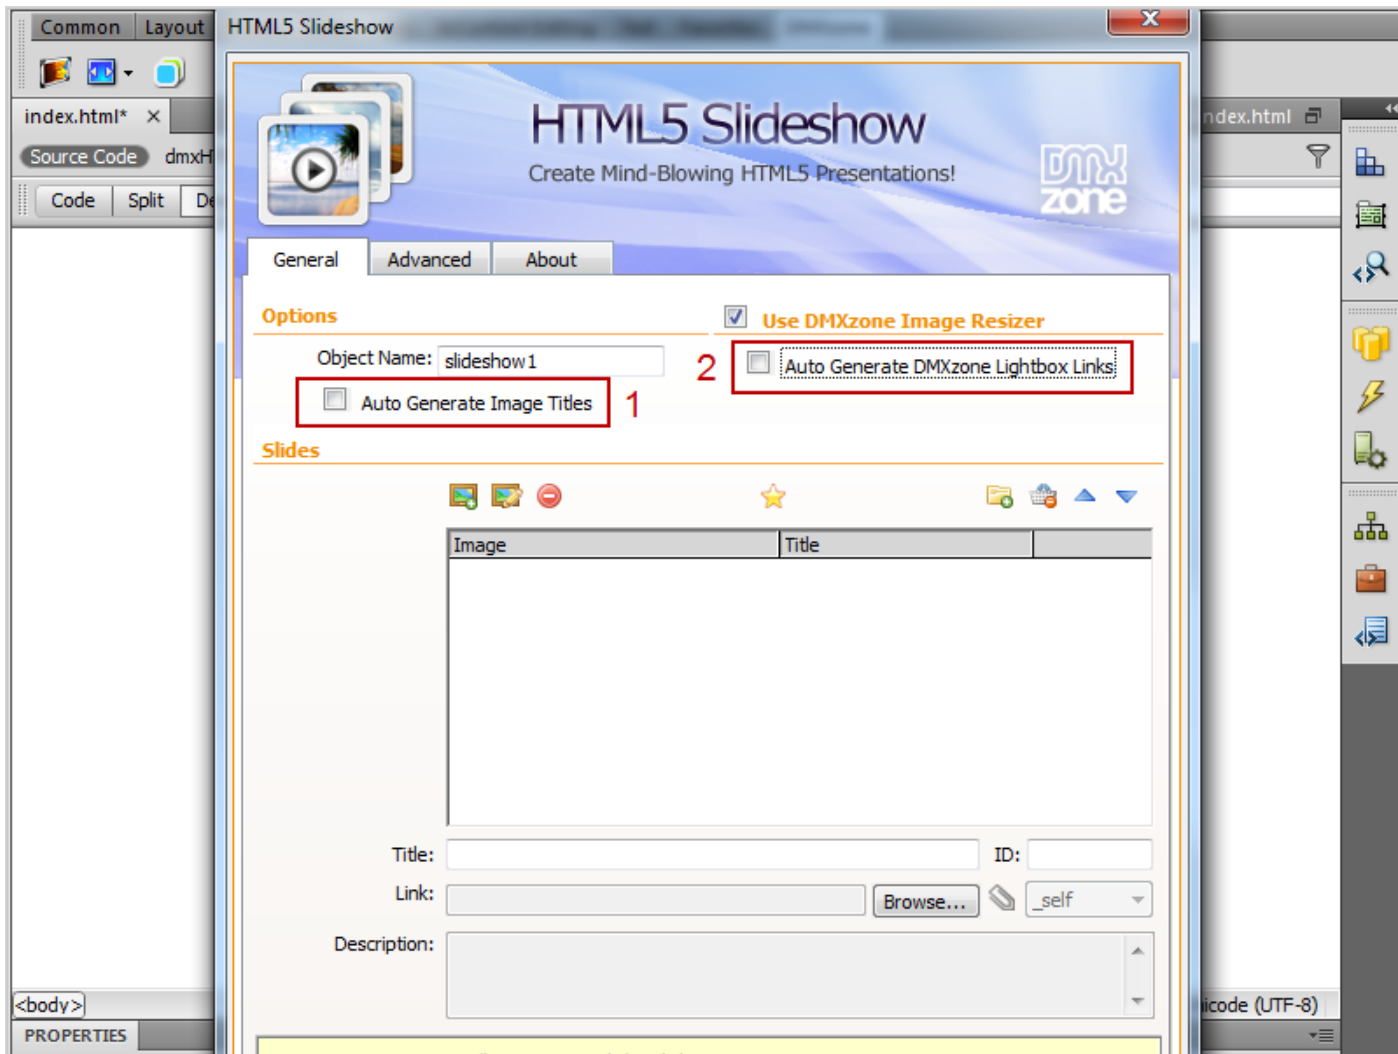 Common Layout
HTML5 Slideshow
X
index.html* ×
ndex.html
Source Code dmxH
Code Split De
HTML5 Slideshow
Create Mind-Blowing HTML5 Presentations!
DMX
zone
General Advanced About
Options
Use DMXzone Image Resizer
Object Name: slideshow1
2 Auto Generate DMXzone Lightbox Links
Auto Generate Image Titles 1
Slides
Image Title
Title: ID:
Link: Browse... _self
Description:
<body>
icode (UTF-8)
PROPERTIES